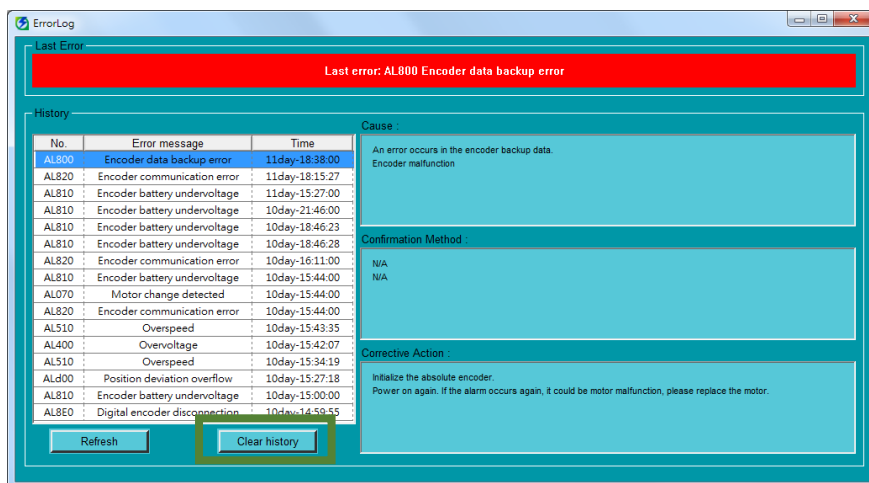 ErrorLog
Last Error
Last error: AL800 Encoder data backup error
History
No. Error message Time
AL800 Encoder data backup error 11day-18:38:00
AL820 Encoder communication error 11day-18:15:27
AL810 Encoder battery undervoltage 11day-15:27:00
AL810 Encoder battery undervoltage 10day-21:46:00
AL810 Encoder battery undervoltage 10day-18:46:23
AL810 Encoder battery undervoltage 10day-18:46:28
AL820 Encoder communication error 10day-16:11:00
AL810 Encoder battery undervoltage 10day-15:44:00
AL070 Motor change detected 10day-15:44:00
AL820 Encoder communication error 10day-15:44:00
AL510 Overspeed 10day-15:43:35
AL400 Overvoltage 10day-15:42:07
AL510 Overspeed 10day-15:34:19
ALd00 Position deviation overflow 10day-15:27:18
AL810 Encoder battery undervoltage 10day-15:00:00
AL8E0 Digital encoder disconnection 10day-14:59:55
Refresh
Clear history
Cause :
An error occurs in the encoder backup data.
Encoder malfunction
Confirmation Method :
N/A
N/A
Corrective Action :
Initialize the absolute encoder.
Power on again. If the alarm occurs again, it could be motor malfunction, please replace the motor.